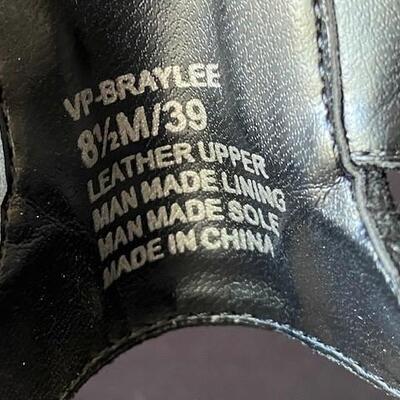 VP-BRAYLEE
8½M/39
LEATHER UPPER
MAN MADE LINING
MAN MADE SOLE
MADE IN CHINA